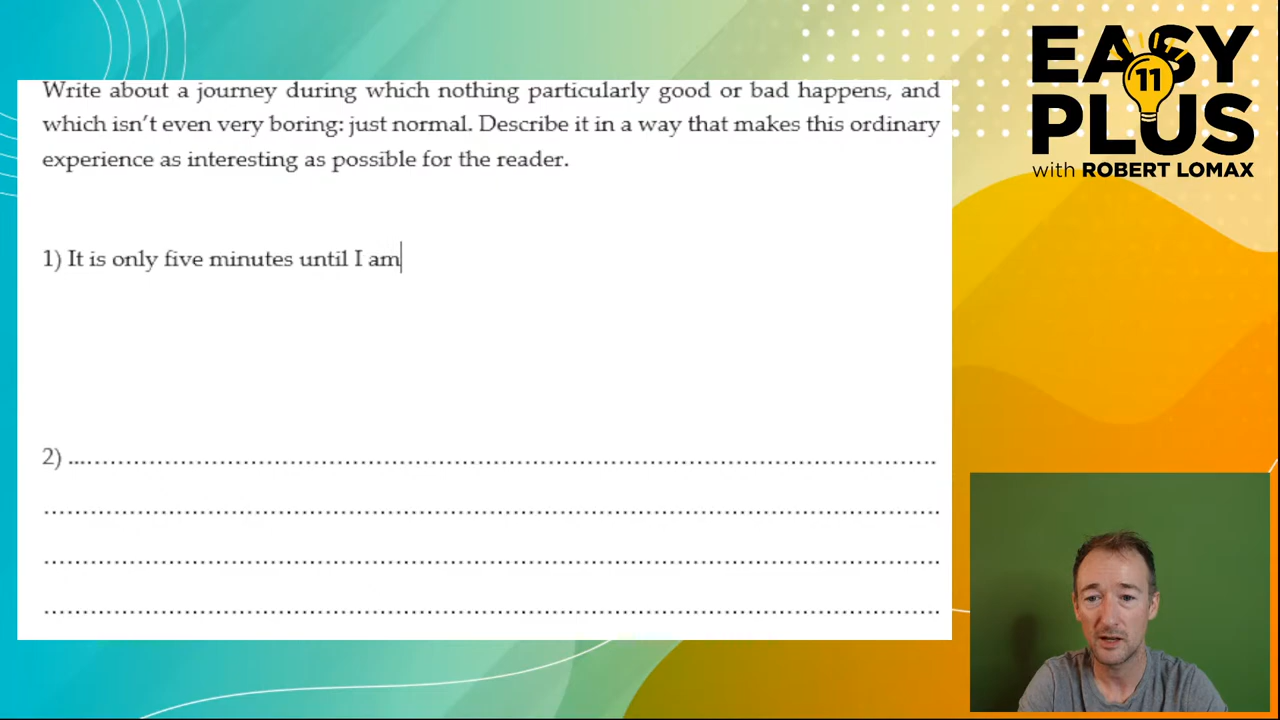 EASY
11
PLUS
with ROBERT LOMAX
Write about a journey during which nothing particularly good or bad happens, and
which isn’t even very boring: just normal. Describe it in a way that makes this ordinary
experience as interesting as possible for the reader.
1) It is only five minutes until I am
2) ....................................................................................................
....................................................................................................
....................................................................................................
....................................................................................................